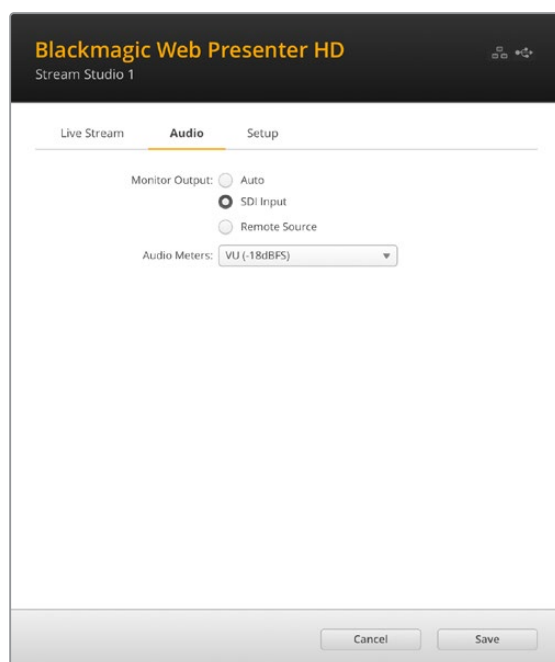 Blackmagic Web Presenter HD
Stream Studio 1
Live Stream Audio Setup
Monitor Output: Auto
SDI Input
Remote Source
Audio Meters: VU (-18dBFS)
Cancel Save